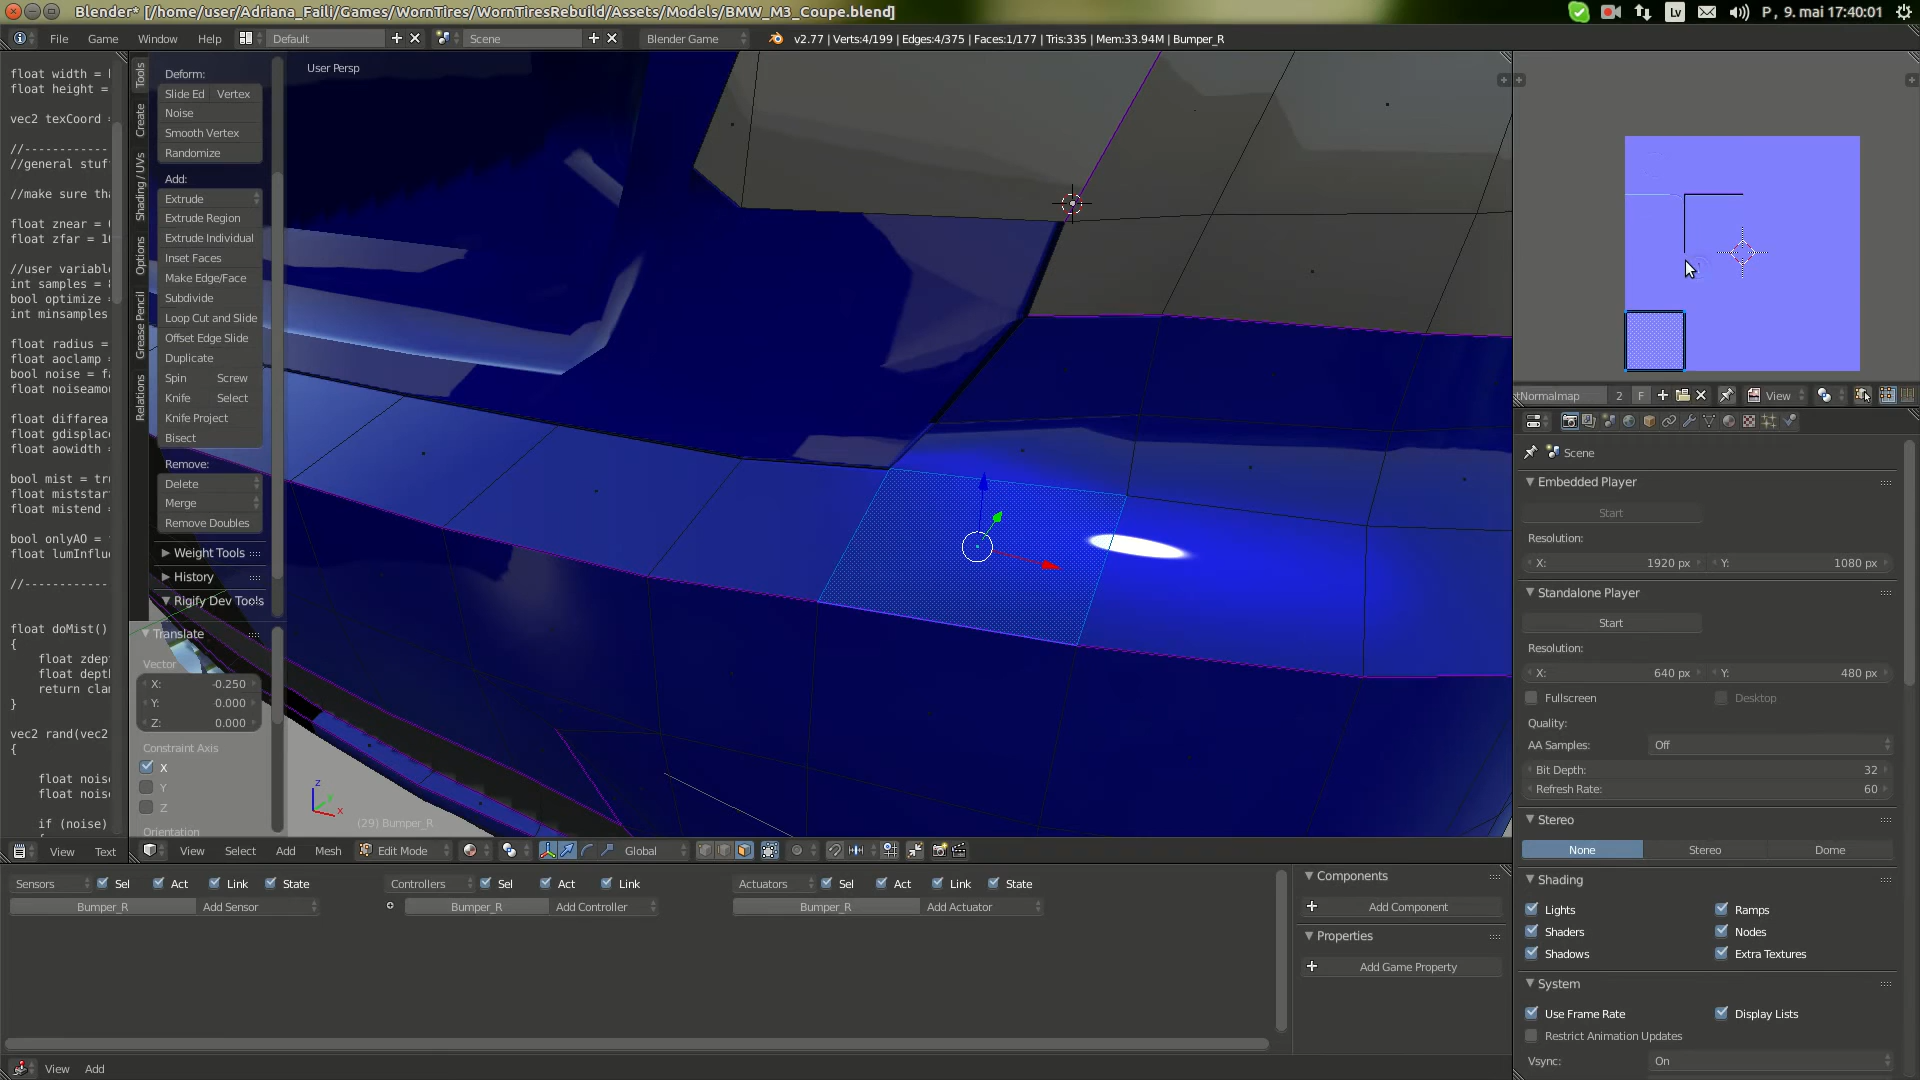 Blender* [/home/user/Adriana_Faili/Games/WornTires/WornTiresRebuild/Assets/Models/BMW_M3_Coupe.blend]
Lv
P , 9. mai 17:40:01
File Game Window Help
Default
Scene
Blender Game
v2.77 | Verts:4/199 | Edges:4/375 | Faces:1/177 | Tris:335 | Mem:33.94M | Bumper_R
float width =
float height =
vec2 texCoord =
//------------
//general stuf
//make sure tha
float znear =
float zfar = 10
//user variable
int samples =
bool optimize =
int minsamples
float radius =
float aoclamp =
bool noise = fa
float noiseamou
float diffarea
float gdisplace
float aowidth =
bool mist = tru
float miststar
float mistend =
bool onlyAO =
float lumInflue
//------------
float doMist()
{
float zdep
float dept
return clam
}
vec2 rand(vec2
{
float noise
float noise
if (noise)
Tools
Create
Shading / UVs
Options
Grease Pencil
Relations
Deform:
Slide Ed Vertex
Noise
Smooth Vertex
Randomize
Add:
Extrude
Extrude Region
Extrude Individual
Inset Faces
Make Edge/Face
Subdivide
Loop Cut and Slide
Offset Edge Slide
Duplicate
Spin Screw
Knife Select
Knife Project
Bisect
Remove:
Delete
Merge
Remove Doubles
Weight Tools
History
Rigify Dev Tools
Translate
Vector
X: -0.250
Y: -0.000
Z: 0.000
Constraint Axis
X
Y
Z
Orientation
User Persp
z
x
(29) Bumper_R
View Text
View Select Add Mesh Edit Mode Global
tNormalmap 2 F View
Scene
Embedded Player
Start
Resolution:
X: 1920 px Y: 1080 px
Standalone Player
Start
Resolution:
X: 640 px Y: 480 px
Fullscreen Desktop
Quality:
AA Samples: Off
Bit Depth: 32
Refresh Rate: 60
Stereo
None Stereo Dome
Shading
Lights Ramps
Shaders Nodes
Shadows Extra Textures
System
Use Frame Rate Display Lists
Restrict Animation Updates
Vsync: On
Sensors Sel Act Link State
Bumper_R Add Sensor
Controllers Sel Act Link
Bumper_R Add Controller
Actuators Sel Act Link State
Bumper_R Add Actuator
Components
Add Component
Properties
Add Game Property
View Add